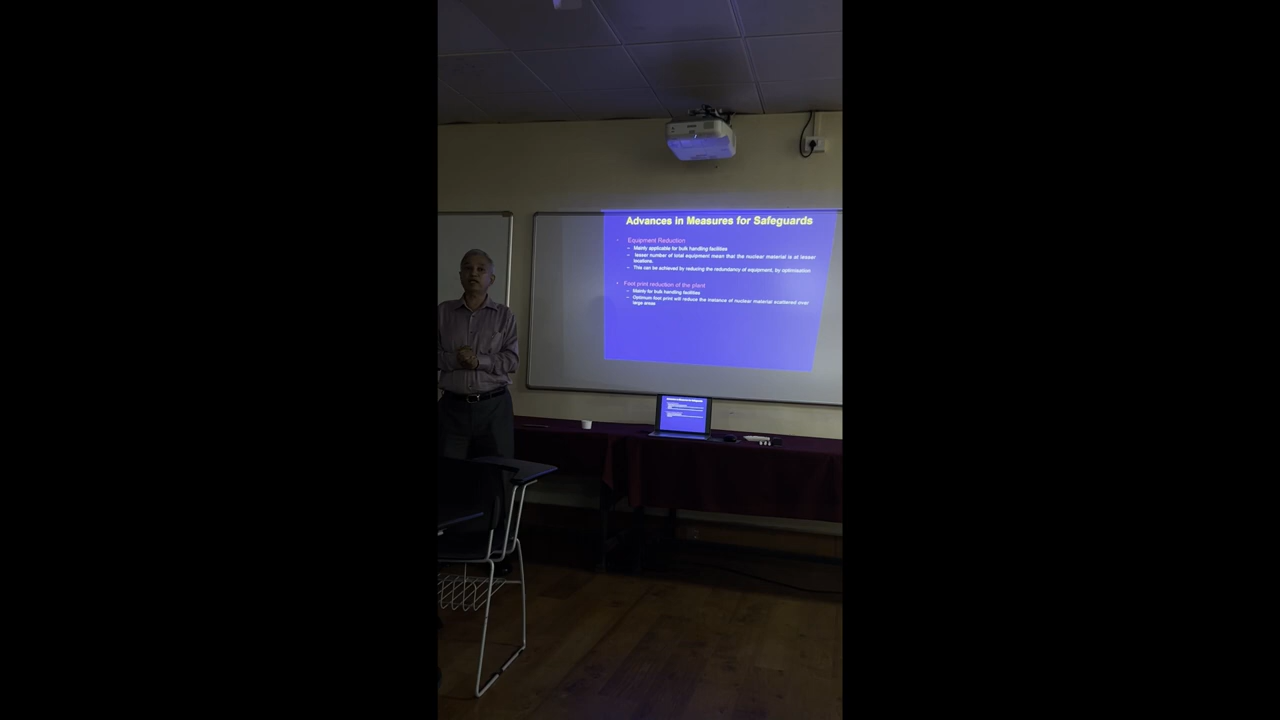 Advances in Measures for Safeguards
- Equipment Reduction
– Mainly applicable for bulk handling facilities
– lesser number of total equipment mean that the nuclear material is at lesser
locations.
– This can be achieved by reducing the redundancy of equipment, by optimisation
• Foot print reduction of the plant
– Mainly for bulk handling facilities
– Optimum foot print will reduce the instance of nuclear material scattered over
large areas